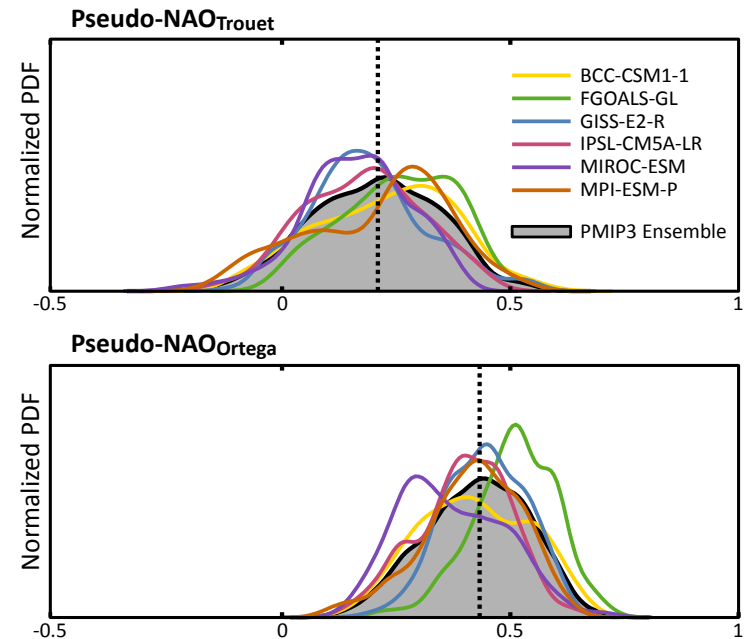 Pseudo-NAOTrouet
Normalized PDF
BCC-CSM1-1
FGOALS-GL
GISS-E2-R
IPSL-CM5A-LR
MIROC-ESM
MPI-ESM-P
PMIP3 Ensemble
-0.5 0 0.5 1
Pseudo-NAOOrtega
Normalized PDF
-0.5 0 0.5 1